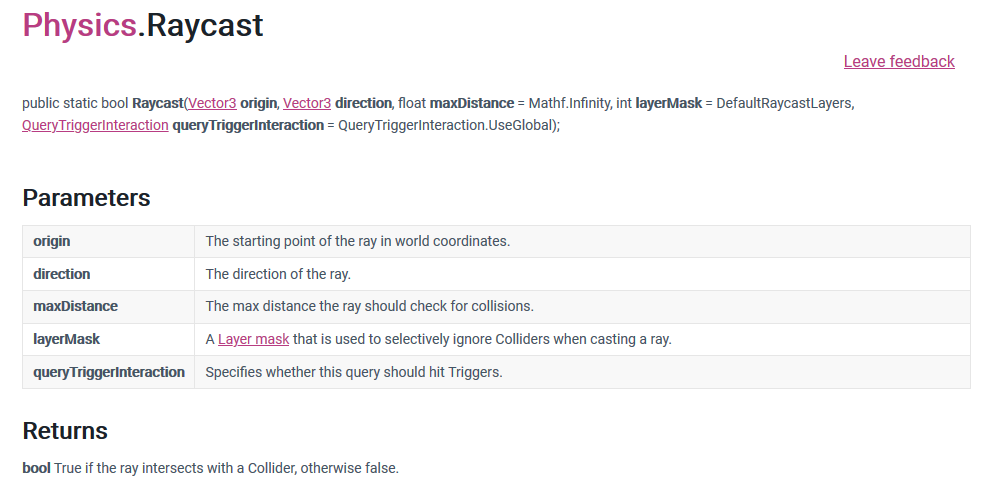 Physics.Raycast
Leave feedback
public static bool Raycast(Vector3 origin, Vector3 direction, float maxDistance = Mathf.Infinity, int layerMask = DefaultRaycastLayers,
QueryTriggerInteraction queryTriggerInteraction = QueryTriggerInteraction.UseGlobal);
Parameters
origin The starting point of the ray in world coordinates.
direction The direction of the ray.
maxDistance The max distance the ray should check for collisions.
layerMask A Layer mask that is used to selectively ignore Colliders when casting a ray.
queryTriggerInteraction Specifies whether this query should hit Triggers.
Returns
bool True if the ray intersects with a Collider, otherwise false.